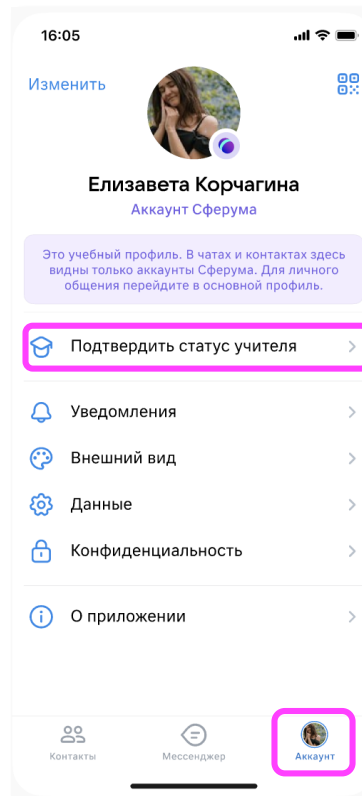 16:05
Изменить
Елизавета Корчагина
Аккаунт Сферума
Это учебный профиль. В чатах и контактах здесь
видны только аккаунты Сферума. Для личного
общения перейдите в основной профиль.
Подтвердить статус учителя
Уведомления
Внешний вид
Данные
Конфиденциальность
О приложении
Контакты
Мессенджер
Аккаунт